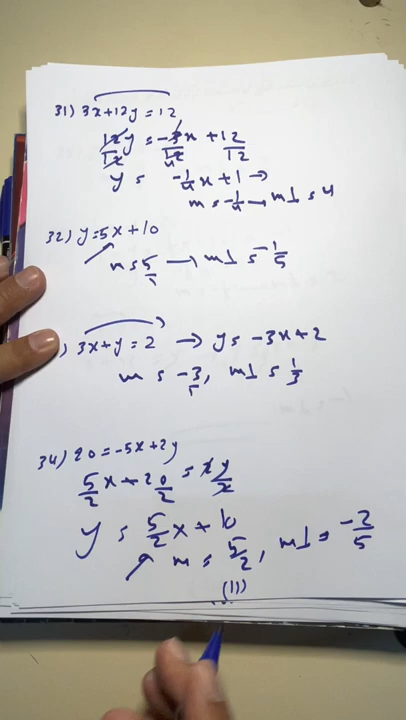 31) 3x+12y=12
12y/12 = -3x/12 + 12/12
y = -1/4x+1 →
m = -1/4 → m⊥ = 4
32) y=5x+10
m = 5/1 → m⊥ = -1/5
) 3x+y=2 → y = -3x+2
m = -3/1, m⊥ = 1/3
34) 20=-5x+2y
5/2x + 20/2 = 2y/2
y = 5/2x+10
m = 5/2, m⊥ = -2/5
(11)